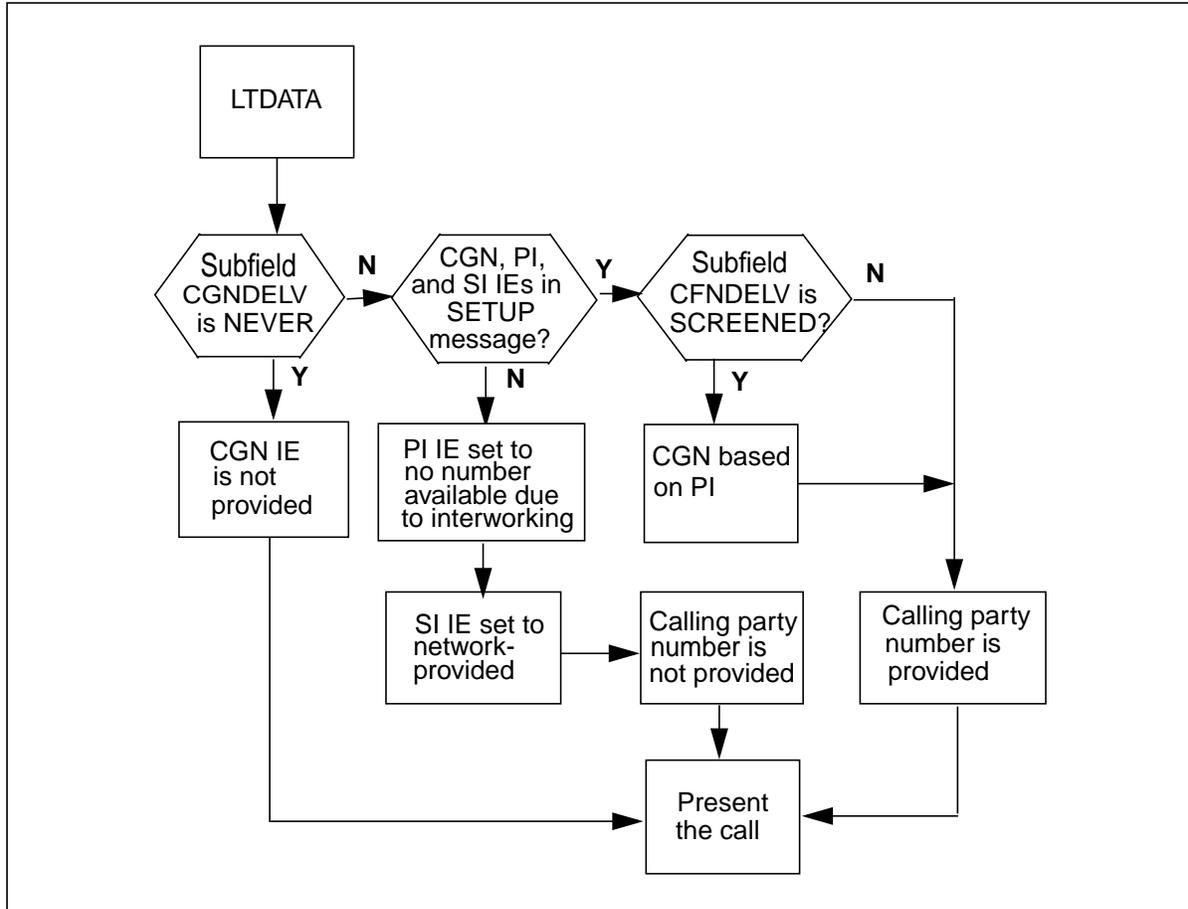 LTDATA
Subfield
CGNDELV
is NEVER
N
CGN, PI,
and SI IEs in
SETUP
message?
Y
Subfield
CFNDELV is
SCREENED?
N
Y
N
Y
CGN IE
is not
provided
PI IE set to
no number
available due
to interworking
CGN based
on PI
SI IE set to
network-
provided
Calling party
number is
not provided
Calling party
number is
provided
Present
the call